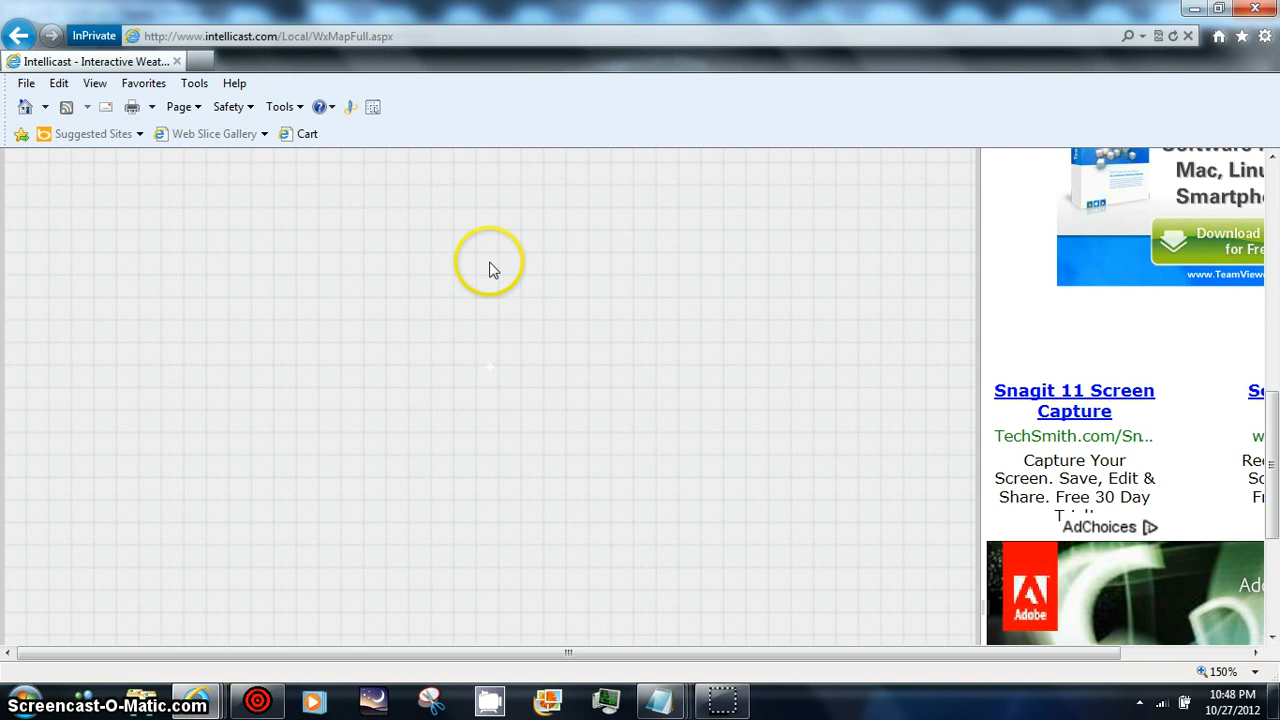 InPrivate
http://www.intellicast.com/Local/WxMapFull.aspx
Intellicast - Interactive Weat...
File Edit View Favorites Tools Help
Page Safety Tools
Suggested Sites Web Slice Gallery Cart
Mac, Linu
Smartph
Download
for Fre
www.TeamView
Snagit 11 Screen
Capture
TechSmith.com/Sn...
Capture Your
Screen. Save, Edit &
Share. Free 30 Day
AdChoices
Adobe
Ado
150%
Screencast-O-Matic.com
10:48 PM
10/27/2012